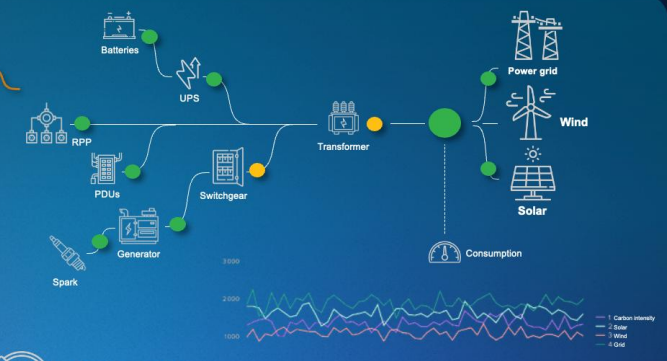 Batteries
Power grid
UPS
Wind
RPP
Transformer
PDUs
Switchgear
Solar
Generator
Consumption
Spark
3000
2000
1000
1 Carbon intensity
2 Solar
3 Wind
4 Grid